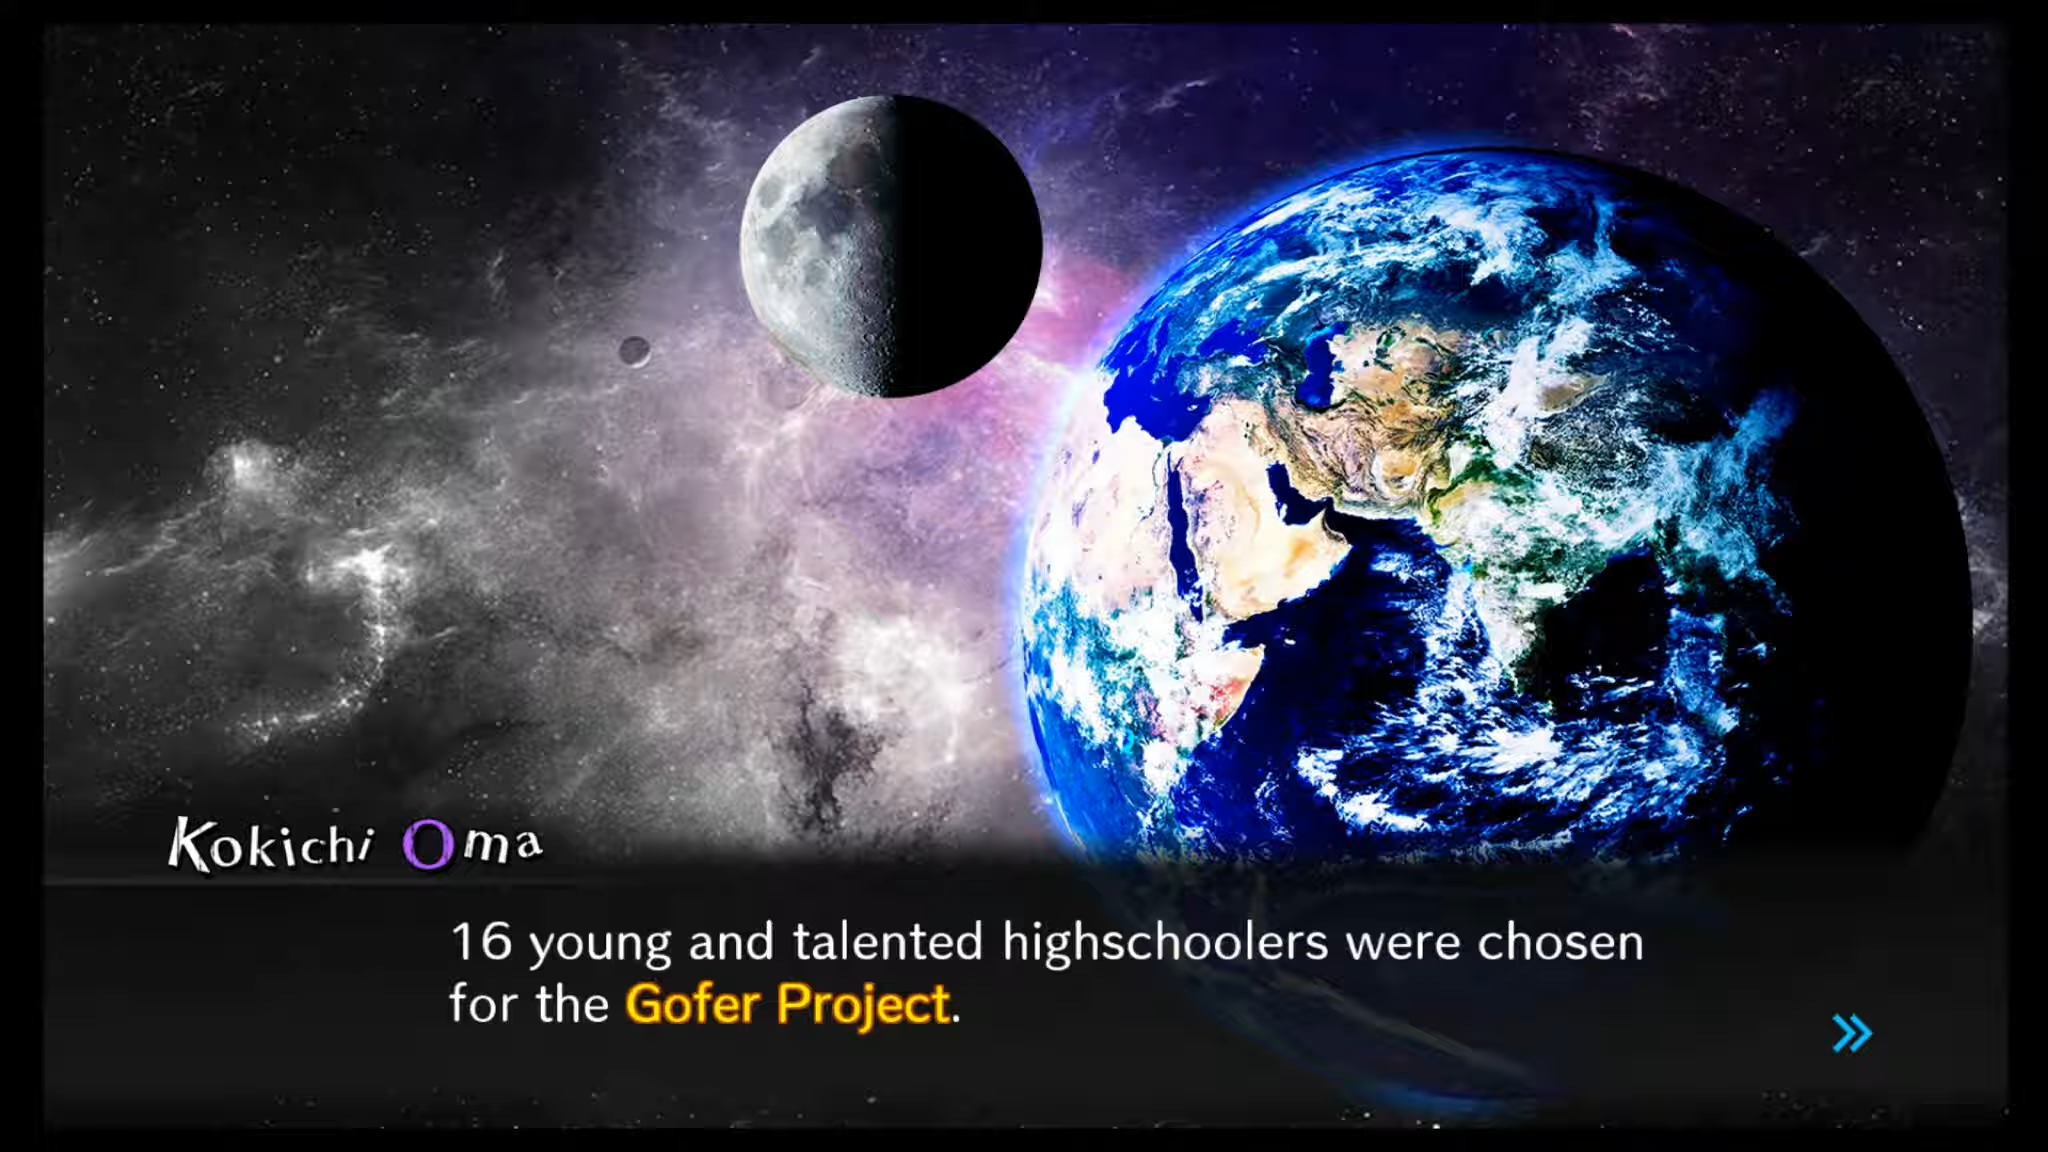 Kokichi Oma
16 young and talented highschoolers were chosen
for the Gofer Project.